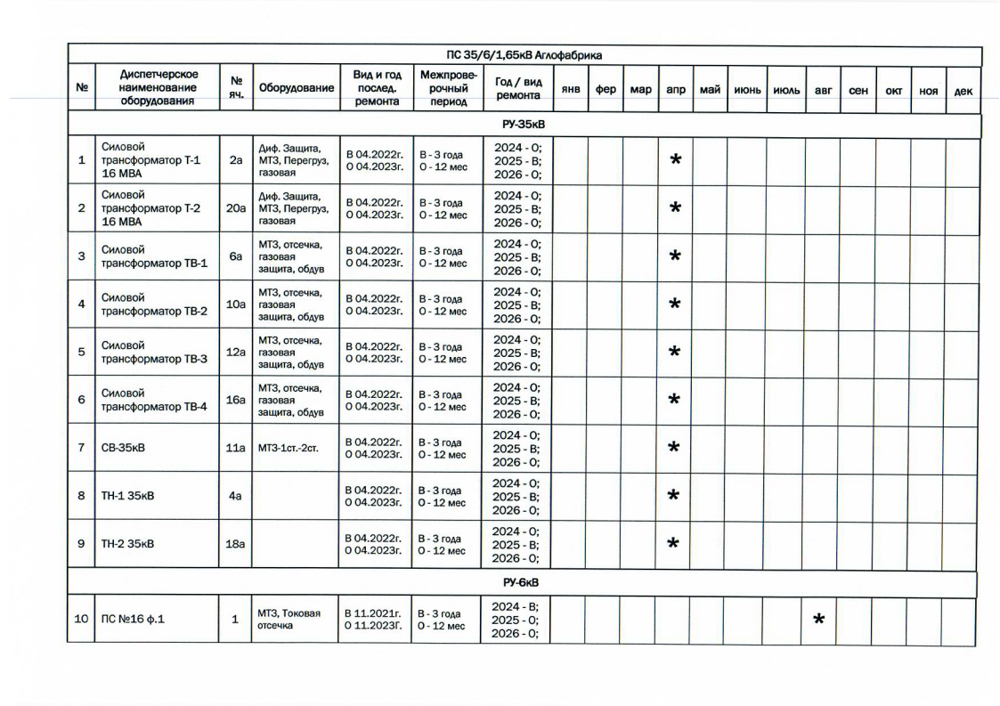 ПС 35/6/1,65кВ Аглофабрика
№ Диспетчерское наименование оборудования № яч. Оборудование Вид и год послед. ремонта Межпрове-рочный период Год / вид ремонта янв фер мар апр май июнь июль авг сен окт ноя дек
РУ-35кВ
1 Силовой трансформатор Т-1 16 МВА 2а Диф. Защита, МТЗ, Перегруз, газовая В 04.2022г. О 04.2023г. В - 3 года О - 12 мес 2024 - О; 2025 - В; 2026 - О; *
2 Силовой трансформатор Т-2 16 МВА 20а Диф. Защита, МТЗ, Перегруз, газовая В 04.2022г. О 04.2023г. В - 3 года О - 12 мес 2024 - О; 2025 - В; 2026 - О; *
3 Силовой трансформатор ТВ-1 6а МТЗ, отсечка, газовая защита, обдув В 04.2022г. О 04.2023г. В - 3 года О - 12 мес 2024 - О; 2025 - В; 2026 - О; *
4 Силовой трансформатор ТВ-2 10а МТЗ, отсечка, газовая защита, обдув В 04.2022г. О 04.2023г. В - 3 года О - 12 мес 2024 - О; 2025 - В; 2026 - О; *
5 Силовой трансформатор ТВ-3 12а МТЗ, отсечка, газовая защита, обдув В 04.2022г. О 04.2023г. В - 3 года О - 12 мес 2024 - О; 2025 - В; 2026 - О; *
6 Силовой трансформатор ТВ-4 16а МТЗ, отсечка, газовая защита, обдув В 04.2022г. О 04.2023г. В - 3 года О - 12 мес 2024 - О; 2025 - В; 2026 - О; *
7 СВ-35кВ 11а МТЗ-1ст.-2ст. В 04.2022г. О 04.2023г. В - 3 года О - 12 мес 2024 - О; 2025 - В; 2026 - О; *
8 ТН-1 35кВ 4а В 04.2022г. О 04.2023г. В - 3 года О - 12 мес 2024 - О; 2025 - В; 2026 - О; *
9 ТН-2 35кВ 18а В 04.2022г. О 04.2023г. В - 3 года О - 12 мес 2024 - О; 2025 - В; 2026 - О; *
РУ-6кВ
10 ПС №16 ф.1 1 МТЗ, Токовая отсечка В 11.2021г. О 11.2023Г. В - 3 года О - 12 мес 2024 - В; 2025 - О; 2026 - О; *